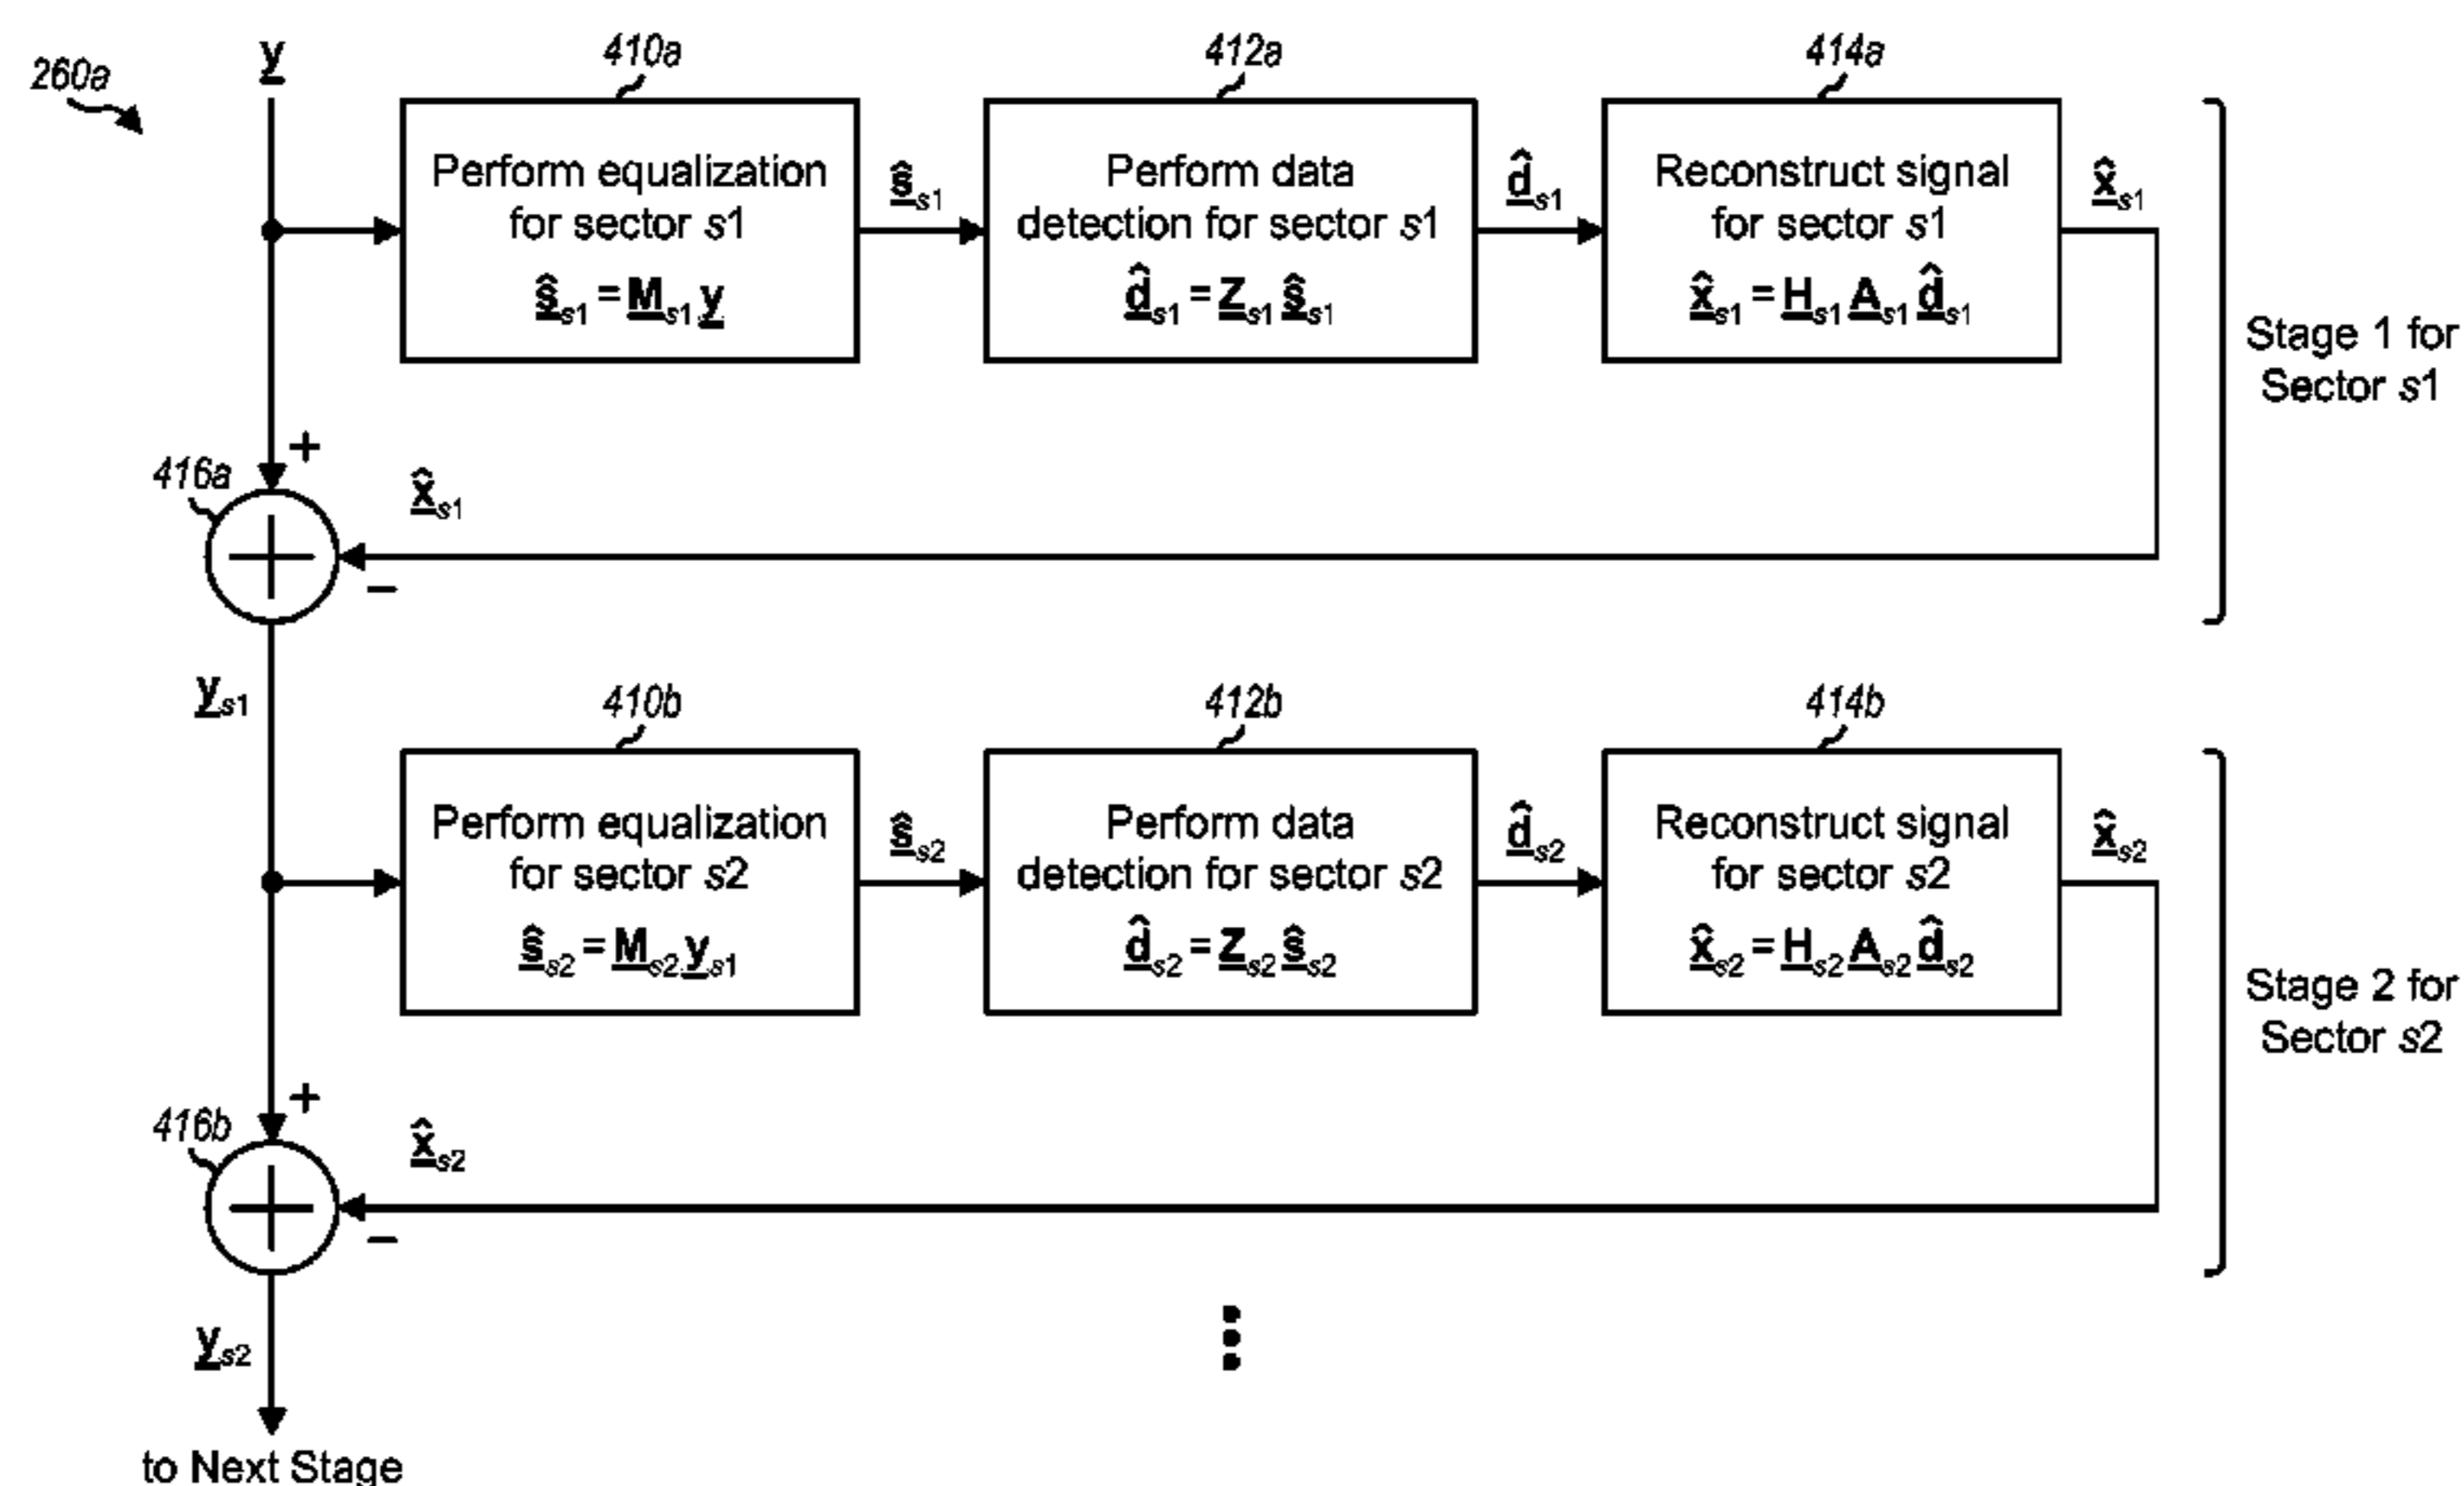 260a
y
410a
412a
414a
Perform equalization
for sector s1
ŝs1 = Ms1 y
ŝs1
Perform data
detection for sector s1
d̂s1 = Zs1 ŝs1
d̂s1
Reconstruct signal
for sector s1
x̂s1 = Hs1 As1 d̂s1
x̂s1
Stage 1 for
Sector s1
+
416a
x̂s1
−
ys1
410b
412b
414b
Perform equalization
for sector s2
ŝs2 = Ms2 ys1
ŝs2
Perform data
detection for sector s2
d̂s2 = Zs2 ŝs2
d̂s2
Reconstruct signal
for sector s2
x̂s2 = Hs2 As2 d̂s2
x̂s2
Stage 2 for
Sector s2
+
416b
x̂s2
−
ys2
to Next Stage